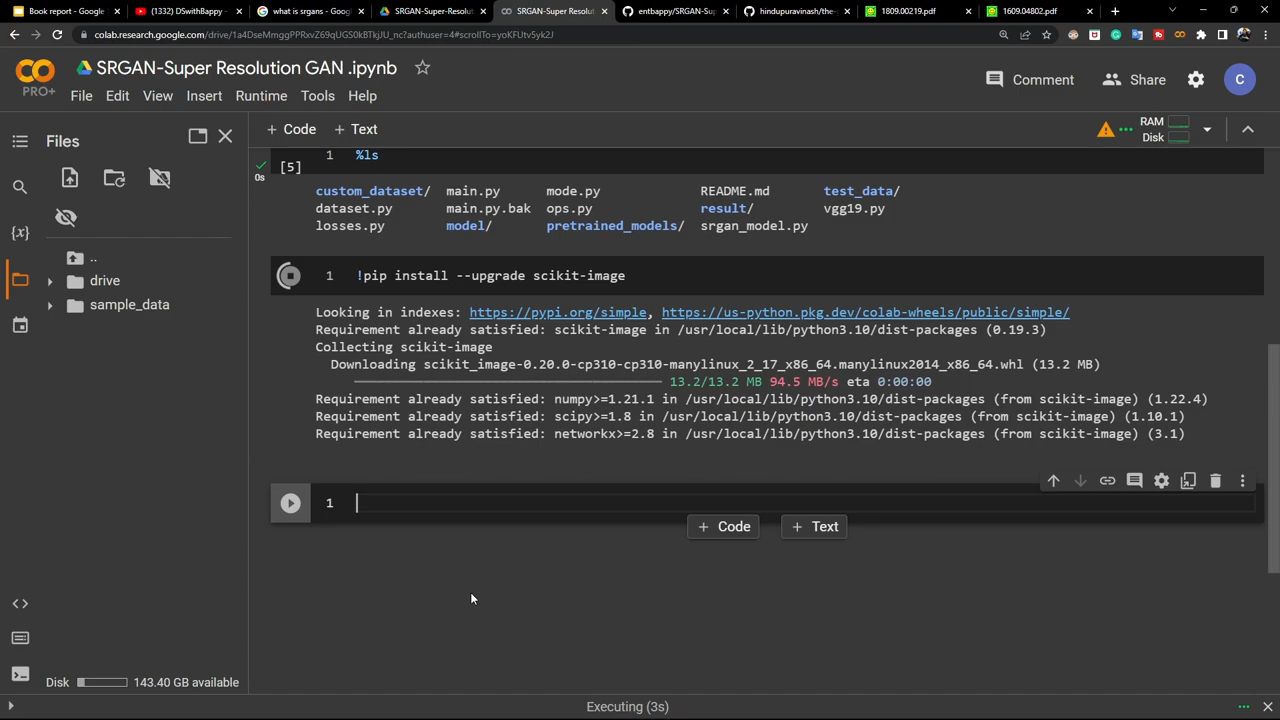 Book report - Google
(1332) DSwithBappy -
what is srgans - Googl
SRGAN-Super-Resolut
SRGAN-Super Resoluti
entbappy/SRGAN-Sup
hindupuravinash/the-
1809.00219.pdf
1609.04802.pdf
colab.research.google.com/drive/1a4DseMmggPPRxvZ69qUGS0kBTkjJU_nc?authuser=4#scrollTo=yoKFUtv5yk2J
SRGAN-Super Resolution GAN .ipynb
PRO+
File Edit View Insert Runtime Tools Help
Comment
Share
C
Files
+ Code + Text
RAM
Disk
1 %ls
[5]
0s
custom_dataset/ main.py mode.py README.md test_data/
dataset.py main.py.bak ops.py result/ vgg19.py
losses.py model/ pretrained_models/ srgan_model.py
{x}
..
drive
sample_data
1 !pip install --upgrade scikit-image
Looking in indexes: https://pypi.org/simple, https://us-python.pkg.dev/colab-wheels/public/simple/
Requirement already satisfied: scikit-image in /usr/local/lib/python3.10/dist-packages (0.19.3)
Collecting scikit-image
Downloading scikit_image-0.20.0-cp310-cp310-manylinux_2_17_x86_64.manylinux2014_x86_64.whl (13.2 MB)
13.2/13.2 MB 94.5 MB/s eta 0:00:00
Requirement already satisfied: numpy>=1.21.1 in /usr/local/lib/python3.10/dist-packages (from scikit-image) (1.22.4)
Requirement already satisfied: scipy>=1.8 in /usr/local/lib/python3.10/dist-packages (from scikit-image) (1.10.1)
Requirement already satisfied: networkx>=2.8 in /usr/local/lib/python3.10/dist-packages (from scikit-image) (3.1)
1
+ Code + Text
Disk 143.40 GB available
Executing (3s)